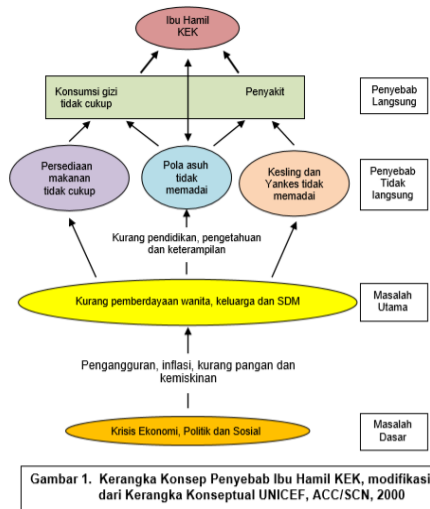 Ibu Hamil
KEK
Konsumsi gizi
tidak cukup
Penyakit
Penyebab
Langsung
Persediaan
makanan
tidak cukup
Pola asuh
tidak
memadai
Kesling dan
Yankes tidak
memadai
Penyebab
Tidak
langsung
Kurang pendidikan, pengetahuan
dan keterampilan
Kurang pemberdayaan wanita, keluarga dan SDM
Masalah
Utama
Pengangguran, inflasi, kurang pangan dan
kemiskinan
Krisis Ekonomi, Politik dan Sosial
Masalah
Dasar
Gambar 1. Kerangka Konsep Penyebab Ibu Hamil KEK, modifikasi
dari Kerangka Konseptual UNICEF, ACC/SCN, 2000